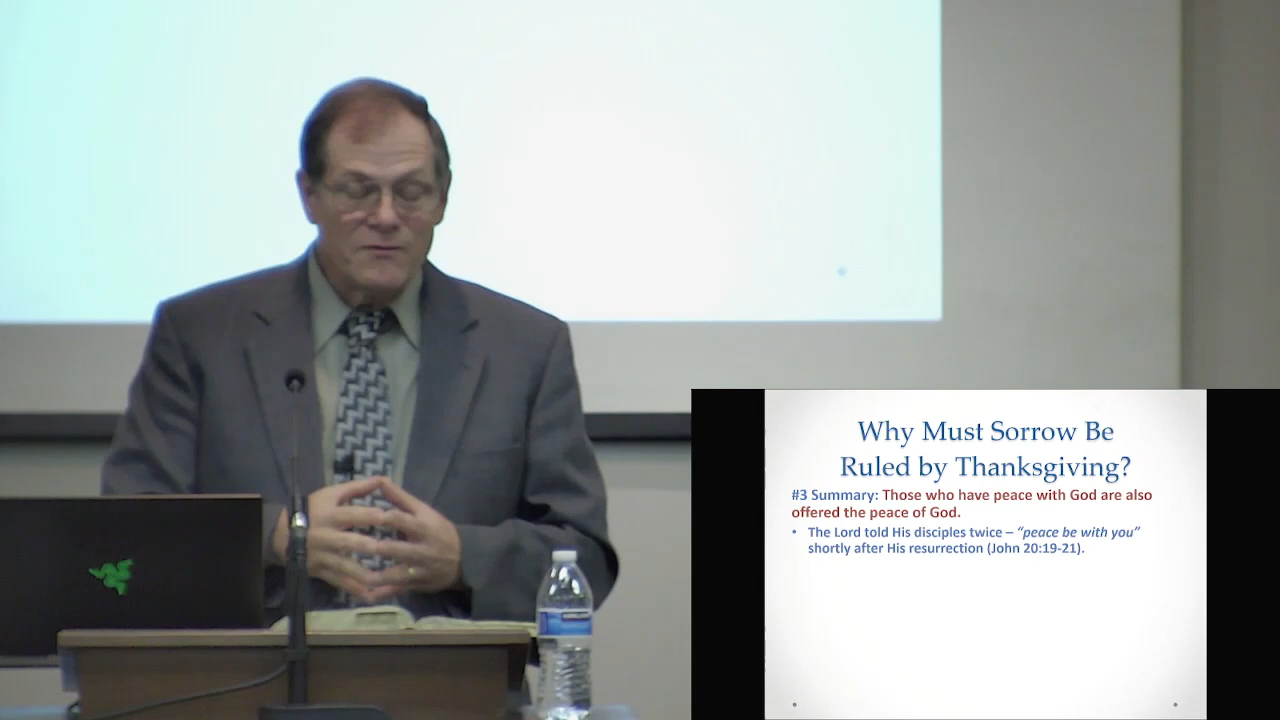 Why Must Sorrow Be
Ruled by Thanksgiving?
#3 Summary: Those who have peace with God are also
offered the peace of God.
• The Lord told His disciples twice – “peace be with you”
shortly after His resurrection (John 20:19-21).